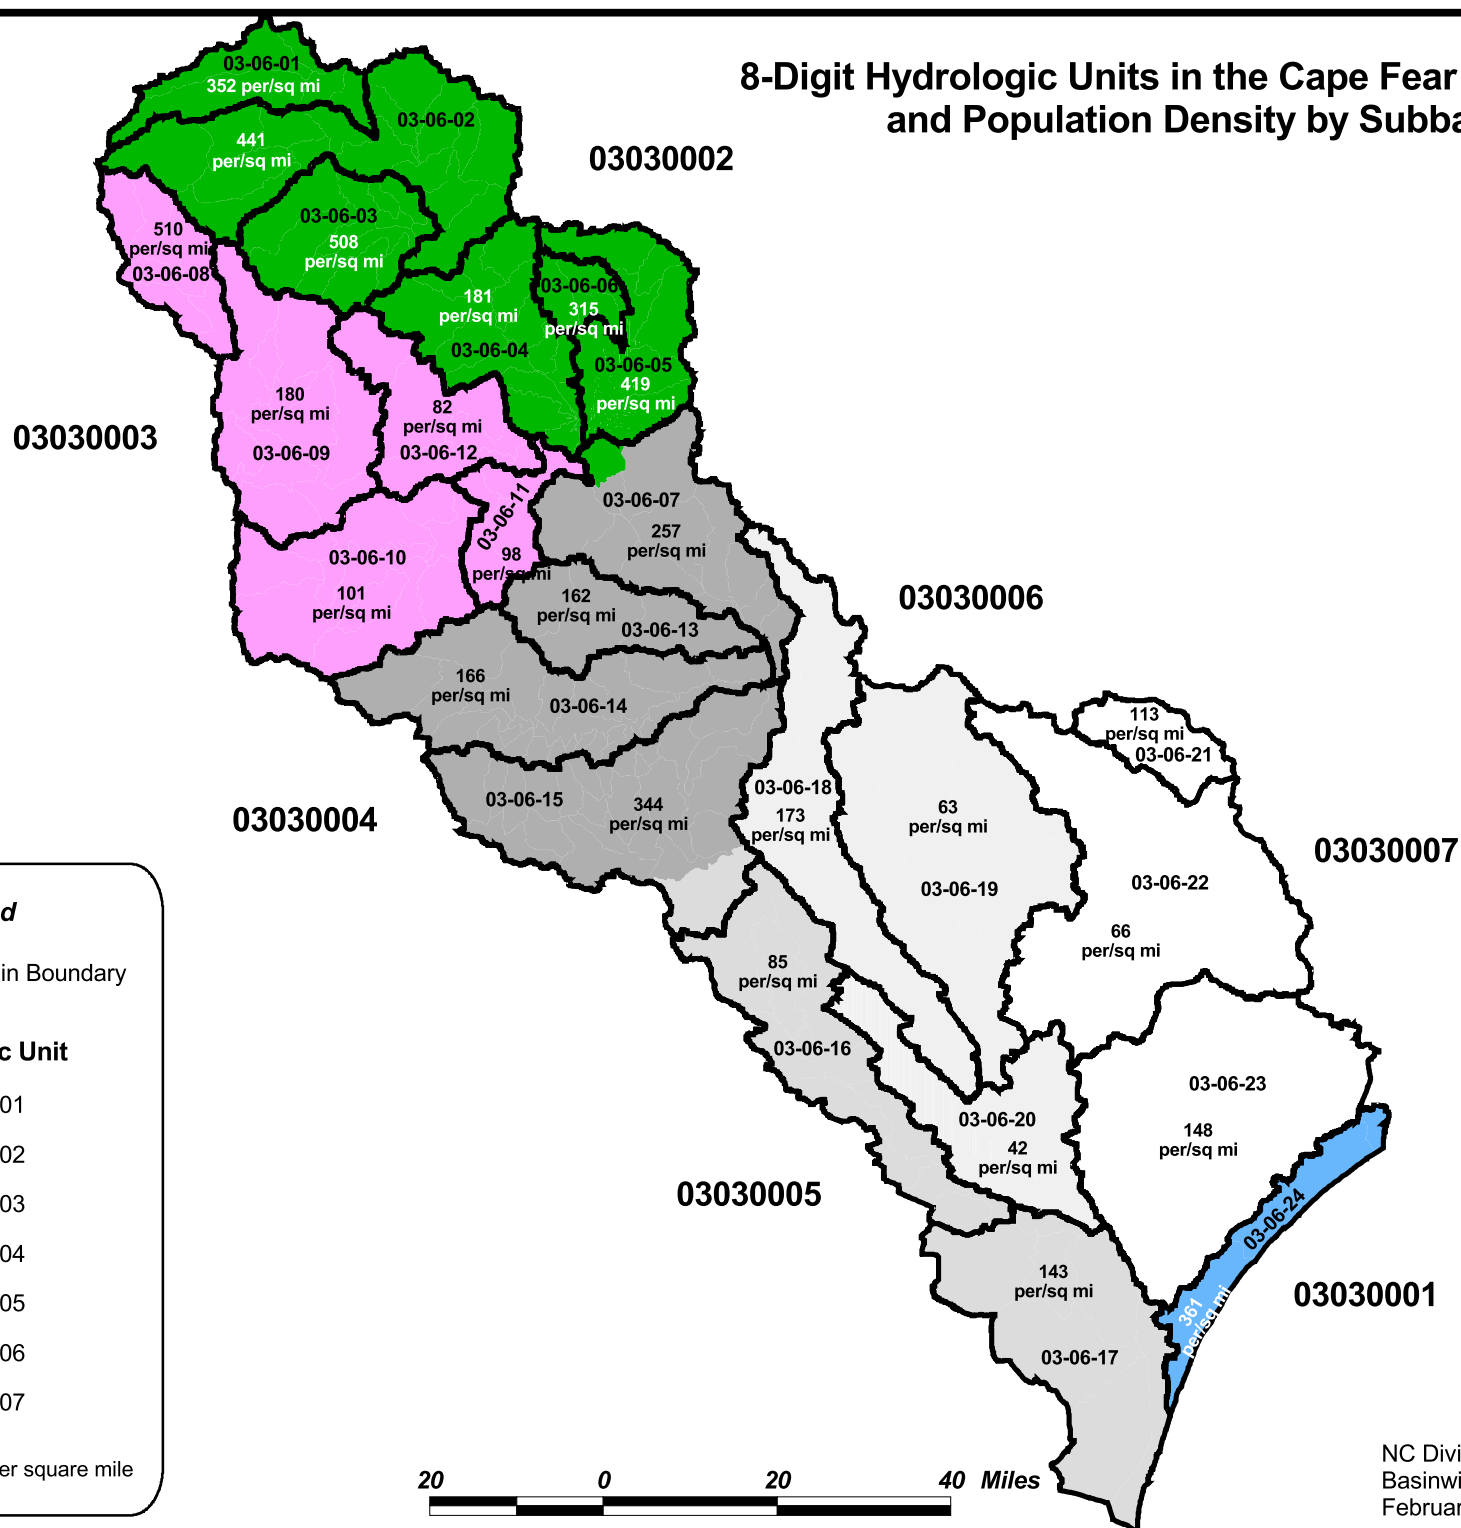 8-Digit Hydrologic Units in the Cape Fear
and Population Density by Subba
03-06-01
352 per/sq mi
03-06-02
441
per/sq mi
03030002
03-06-03
508
per/sq mi
510
per/sq mi
03-06-08
181
per/sq mi
03-06-04
03-06-06
315
per/sq mi
03-06-05
419
per/sq mi
03030003
180
per/sq mi
03-06-09
82
per/sq mi
03-06-12
03-06-11
98
per/sq mi
03-06-07
257
per/sq mi
03-06-10
101
per/sq mi
162
per/sq mi
03-06-13
03030006
166
per/sq mi
03-06-14
113
per/sq mi
03-06-21
03030004
03-06-15
344
per/sq mi
03-06-18
173
per/sq mi
63
per/sq mi
03-06-19
03030007
03-06-22
66
per/sq mi
85
per/sq mi
03-06-16
03-06-23
148
per/sq mi
03-06-20
42
per/sq mi
03030005
03-06-24
361
per/sq mi
03030001
143
per/sq mi
03-06-17
d
in Boundary
c Unit
01
02
03
04
05
06
07
er square mile
20 0 20 40 Miles
NC Divi
Basinwi
Februar